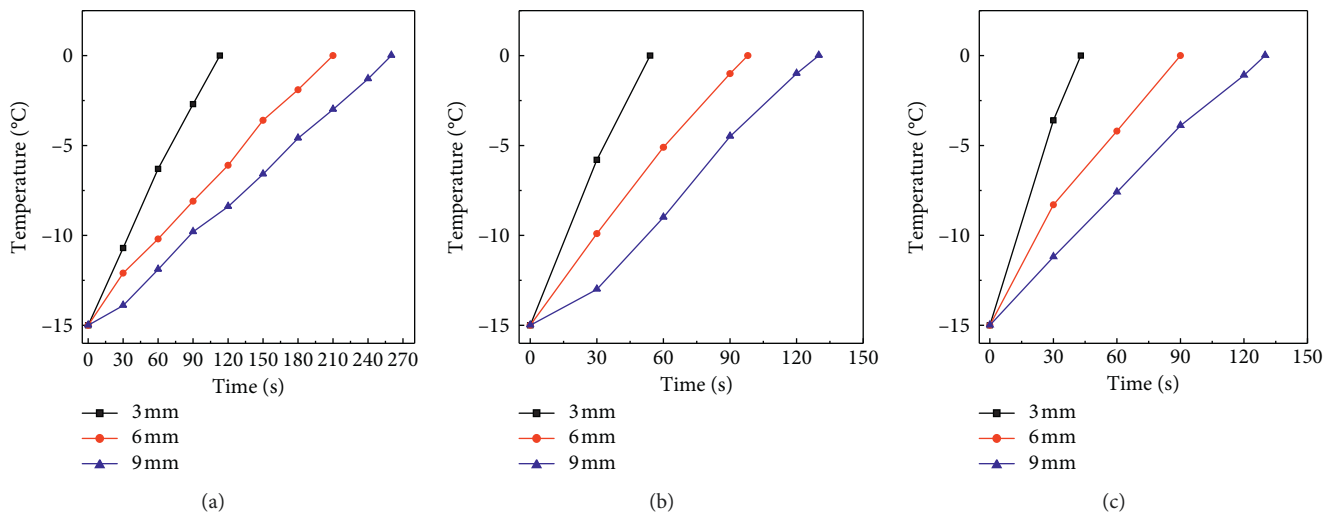 0
−5
−10
−15
Temperature (°C)
0 30 60 90 120 150 180 210 240 270
Time (s)
3 mm
6 mm
9 mm
(a)
0
−5
−10
−15
Temperature (°C)
0 30 60 90 120 150
Time (s)
3 mm
6 mm
9 mm
(b)
0
−5
−10
−15
Temperature (°C)
0 30 60 90 120 150
Time (s)
3 mm
6 mm
9 mm
(c)